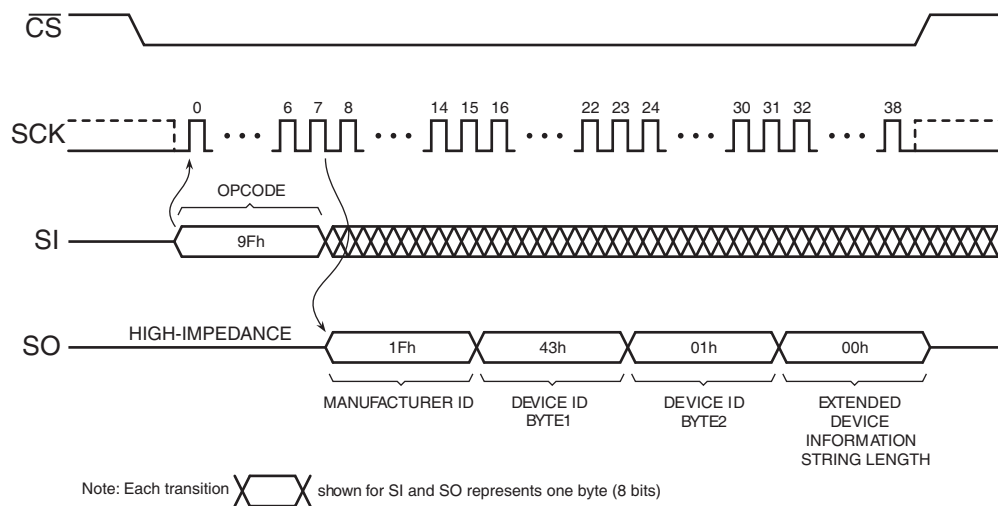 CS
0 6 7 8 14 15 16 22 23 24 30 31 32 38
SCK
OPCODE
SI
9Fh
HIGH-IMPEDANCE
SO
1Fh 43h 01h 00h
MANUFACTURER ID
DEVICE ID
BYTE1
DEVICE ID
BYTE2
EXTENDED
DEVICE
INFORMATION
STRING LENGTH
Note: Each transition shown for SI and SO represents one byte (8 bits)